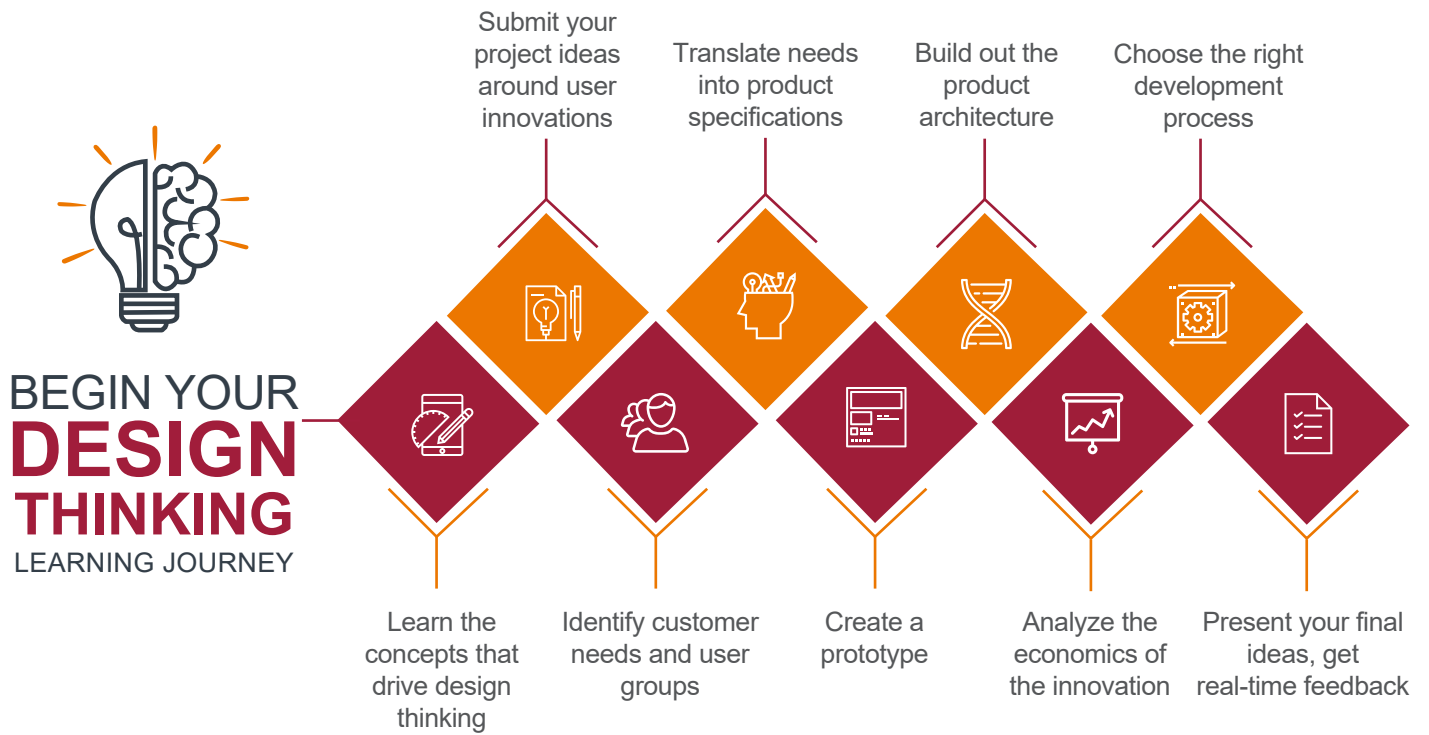 BEGIN YOUR
DESIGN
THINKING
LEARNING JOURNEY
Learn the
concepts that
drive design
thinking
Submit your
project ideas
around user
innovations
Identify customer
needs and user
groups
Translate needs
into product
specifications
Create a
prototype
Build out the
product
architecture
Analyze the
economics of
the innovation
Choose the right
development
process
Present your final
ideas, get
real-time feedback